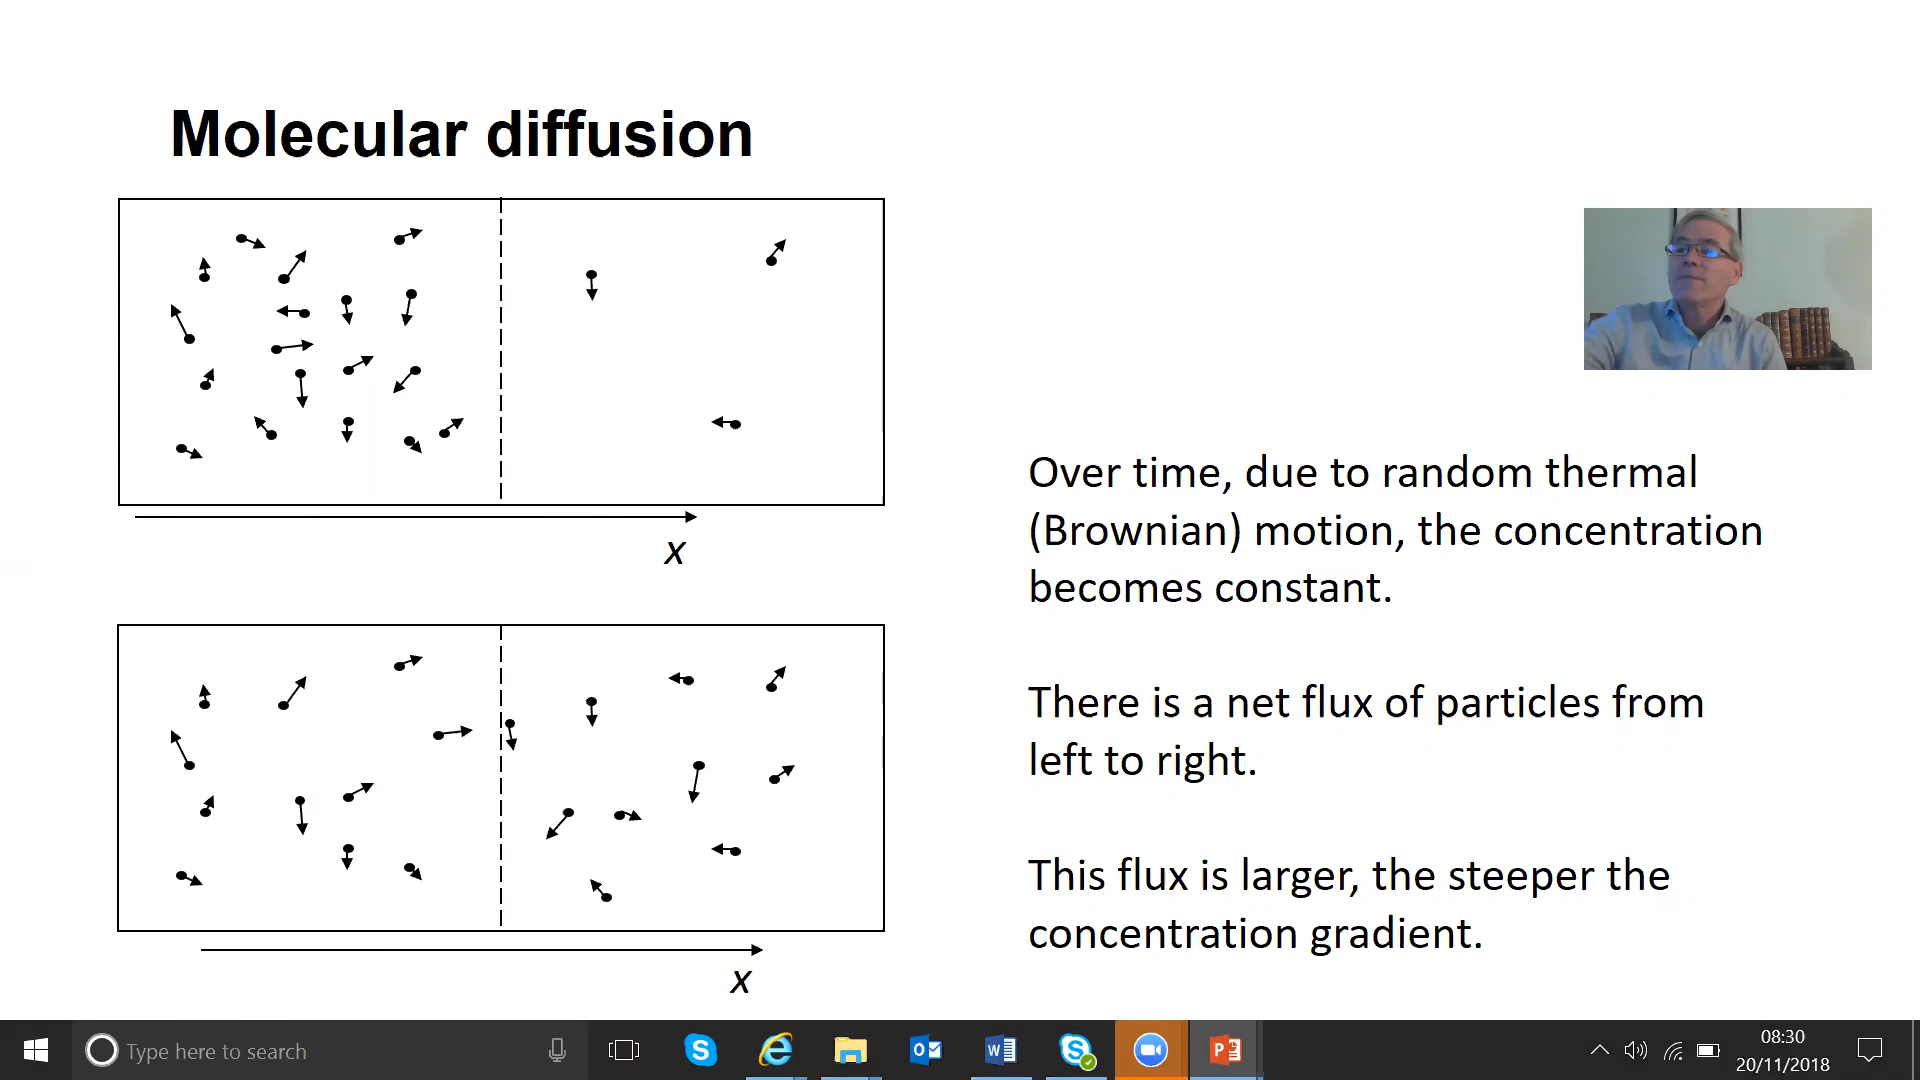 Molecular diffusion
x
Over time, due to random thermal
(Brownian) motion, the concentration
becomes constant.
There is a net flux of particles from
left to right.
This flux is larger, the steeper the
concentration gradient.
x
Type here to search
08:30
20/11/2018